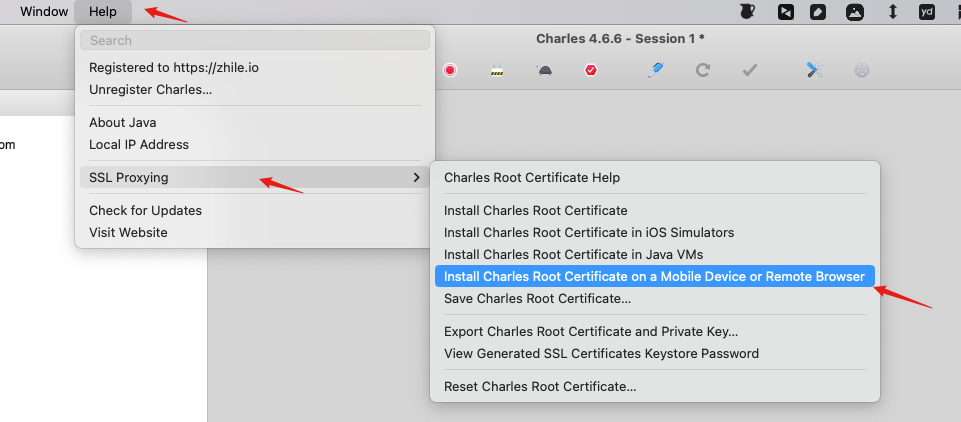 Window Help yd
Charles 4.6.6 - Session 1 *
Search
Registered to https://zhile.io
Unregister Charles...
About Java
om
Local IP Address
SSL Proxying
Charles Root Certificate Help
Check for Updates
Install Charles Root Certificate
Visit Website
Install Charles Root Certificate in iOS Simulators
Install Charles Root Certificate in Java VMs
Install Charles Root Certificate on a Mobile Device or Remote Browser
Save Charles Root Certificate...
Export Charles Root Certificate and Private Key...
View Generated SSL Certificates Keystore Password
Reset Charles Root Certificate...